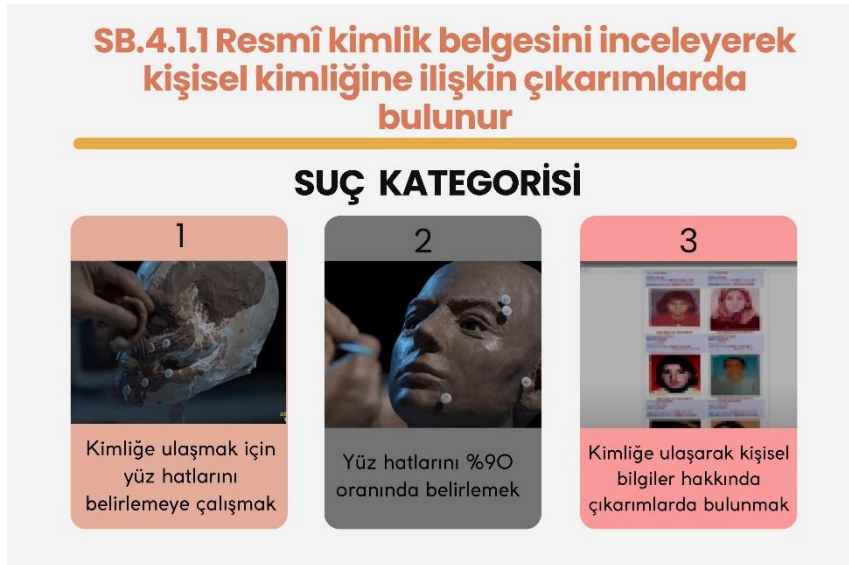 SB.4.1.1 Resmî kimlik belgesini inceleyerek
kişisel kimliğine ilişkin çıkarımlarda
bulunur
SUÇ KATEGORİSİ
1
Kimliğe ulaşmak için
yüz hatlarını
belirlemeye çalışmak
2
Yüz hatlarını %90
oranında belirlemek
3
Kimliğe ulaşarak kişisel
bilgiler hakkında
çıkarımlarda bulunmak